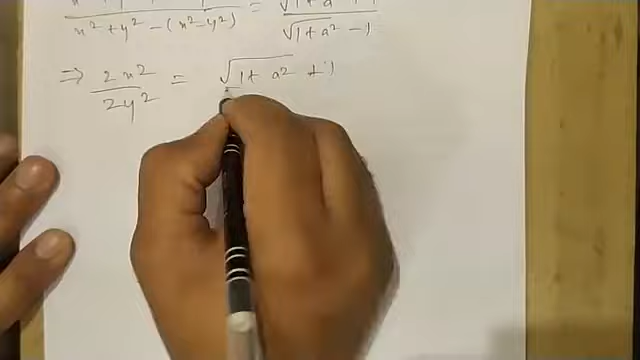 x² + y² - (x² - y²) = √1+a² - 1
⇒ 2x² / 2y² = √1+a² + 1